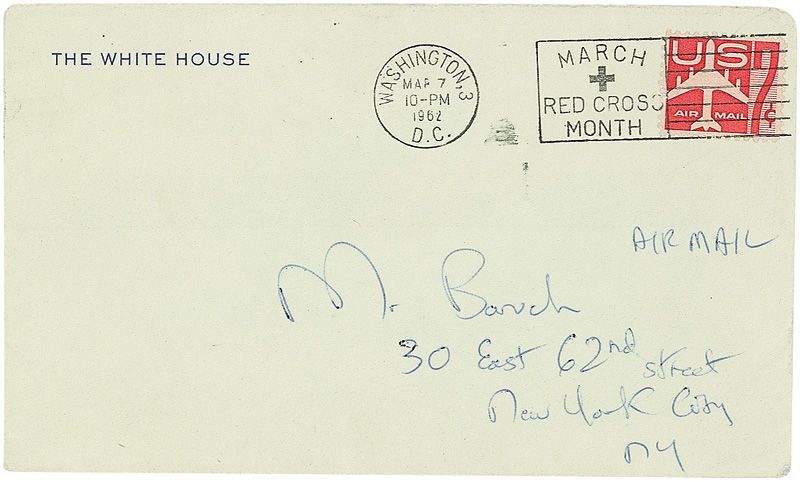 THE WHITE HOUSE
WASHINGTON, 3
MAR 7
10-PM
1962
D.C.
MARCH
RED CROSS
MONTH
US
7¢
AIR MAIL
AIR MAIL
Mr. Baruch
30 East 62nd street
New York City
NY